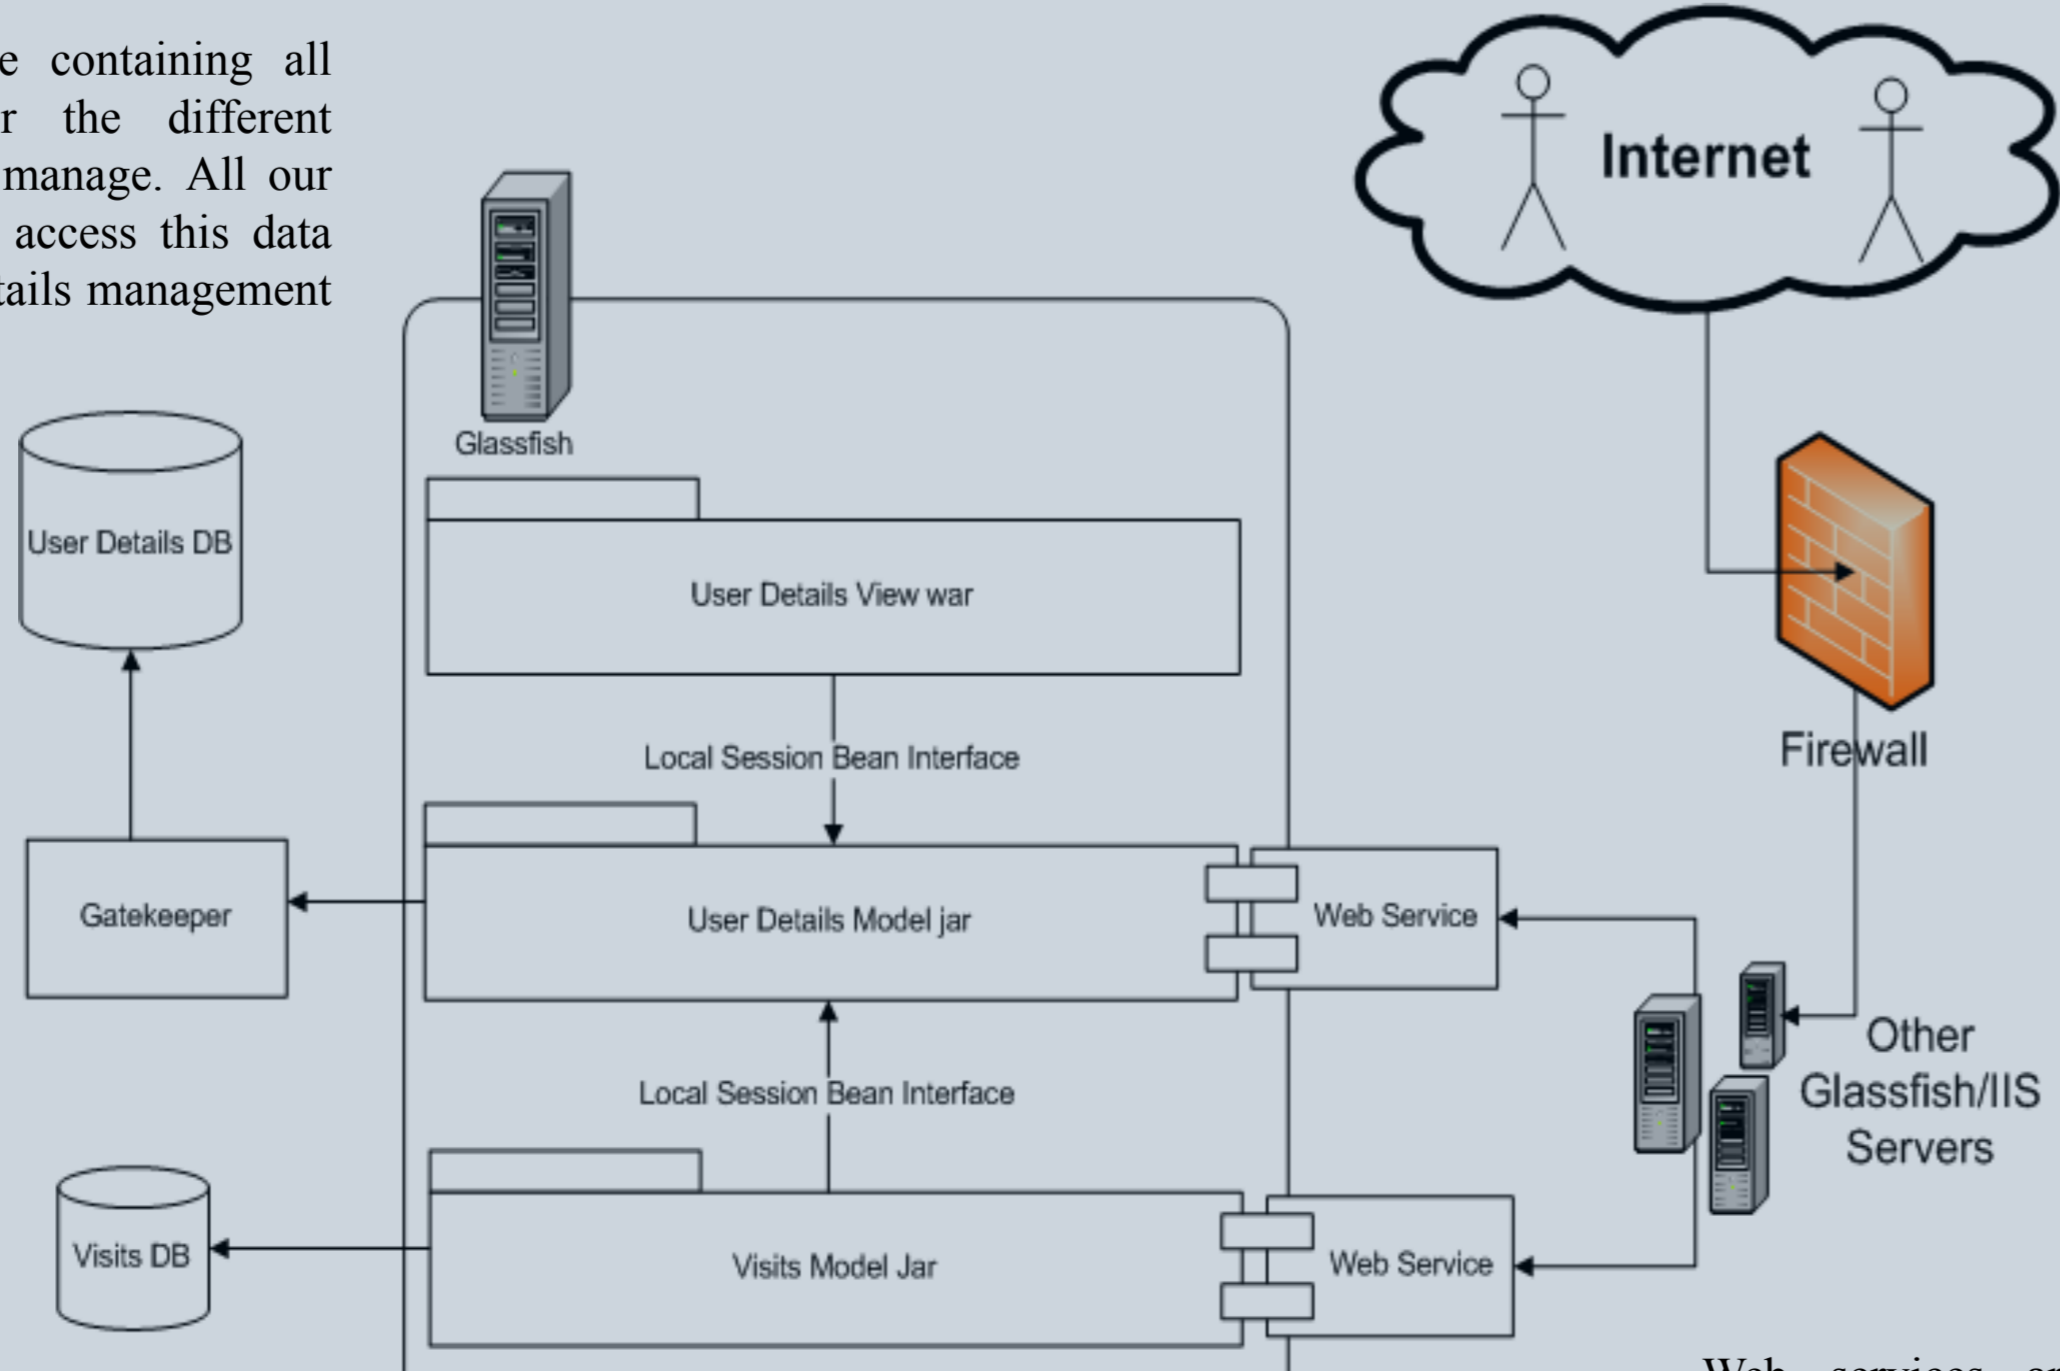 containing all
the different
manage. All our
access this data
management
Internet
Glassfish
User Details DB
User Details View war
Firewall
Local Session Bean Interface
Gatekeeper
User Details Model jar
Web Service
Other
Glassfish/IIS
Servers
Local Session Bean Interface
Visits DB
Visits Model Jar
Web Service